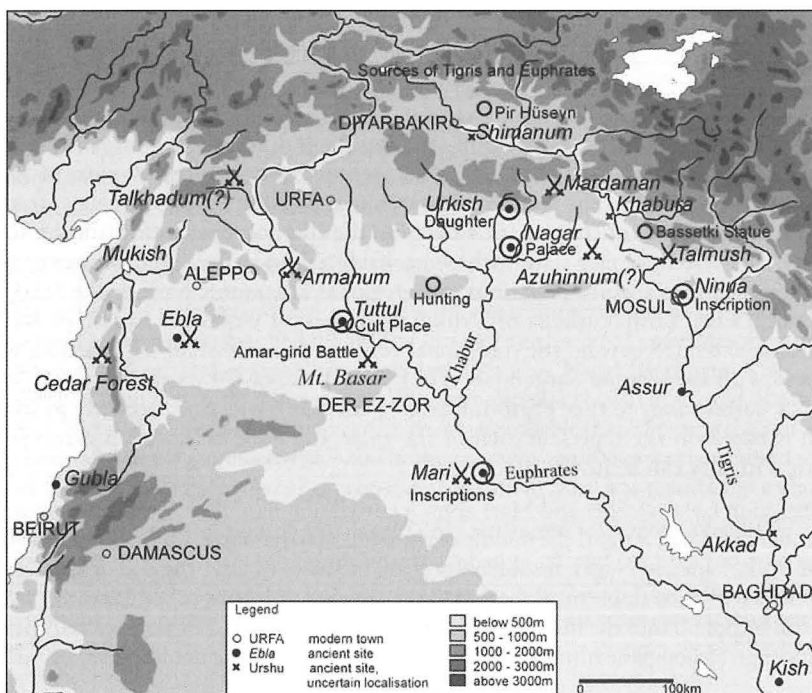 Sources of Tigris and Euphrates
Pir Hüseyn
DIYARBAKIR
Shimanum
Talkhadum(?)
URFA
Urkish
Daughter
Mardaman
Khabura
Nagar
Palace
Bassetki Statue
Mukish
ALEPPO
Armanum
Azuhinnum(?)
Talmush
Hunting
Ninua
MOSUL
Inscription
Tuttul
Cult Place
Ebla
Amar-girid Battle
Khabur
Cedar Forest
Mt. Basar
DER EZ-ZOR
Assur
Mari
Euphrates
Inscriptions
Tigris
Gubla
BEIRUT
DAMASCUS
Akkad
BAGHDAD
Kish
Legend
URFA modern town
Ebla ancient site
Urshu ancient site,
uncertain localisation
below 500m
500 - 1000m
1000 - 2000m
2000 - 3000m
above 3000m
0 100km